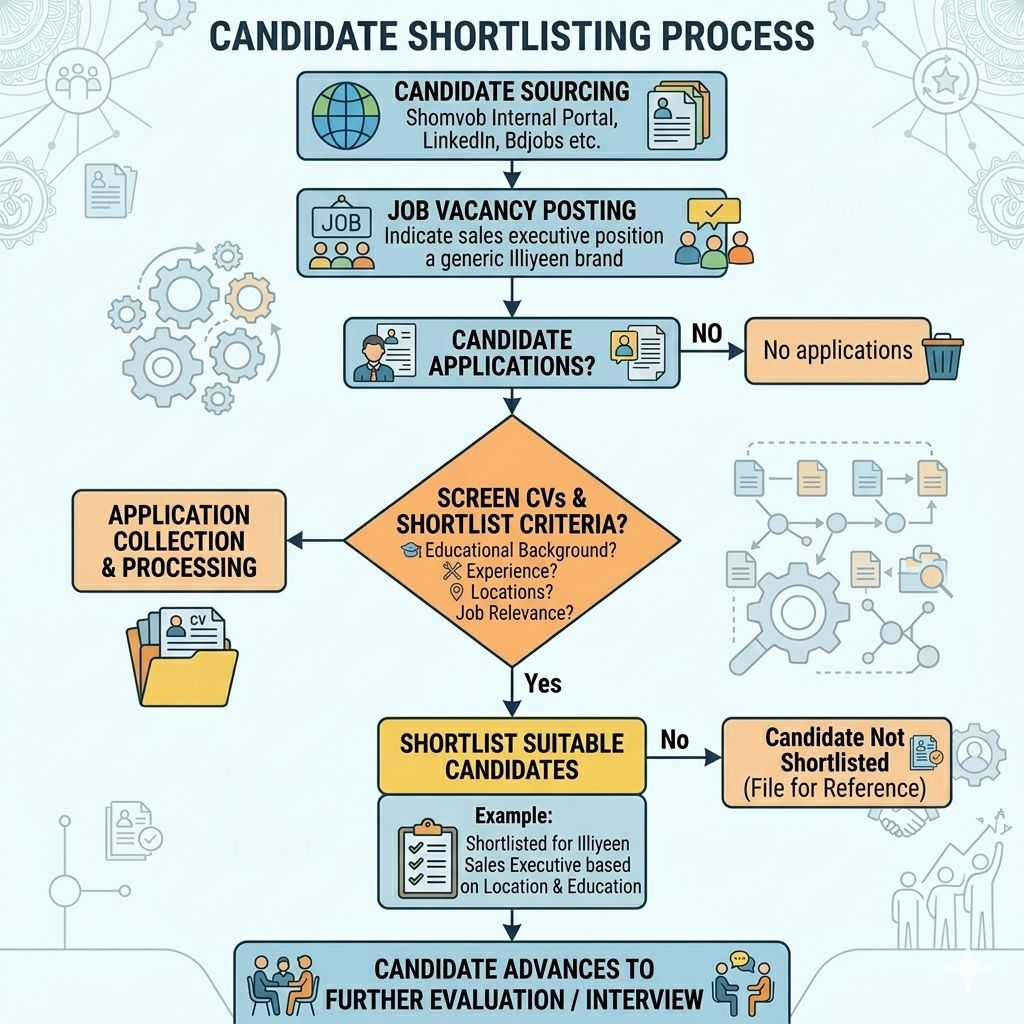 CANDIDATE SHORTLISTING PROCESS
CANDIDATE SOURCING
Shomvob Internal Portal,
LinkedIn, Bdjobs etc.
JOB
JOB VACANCY POSTING
Indicate sales executive position
a generic Illiyeen brand
CANDIDATE
APPLICATIONS?
NO
No applications
SCREEN CVs &
SHORTLIST CRITERIA?
Educational Background?
Experience?
Locations?
Job Relevance?
APPLICATION
COLLECTION
& PROCESSING
CV
Yes
SHORTLIST SUITABLE
CANDIDATES
No
Candidate Not
Shortlisted
(File for Reference)
Example:
Shortlisted for Illiyeen
Sales Executive based
on Location & Education
CANDIDATE ADVANCES TO
FURTHER EVALUATION / INTERVIEW